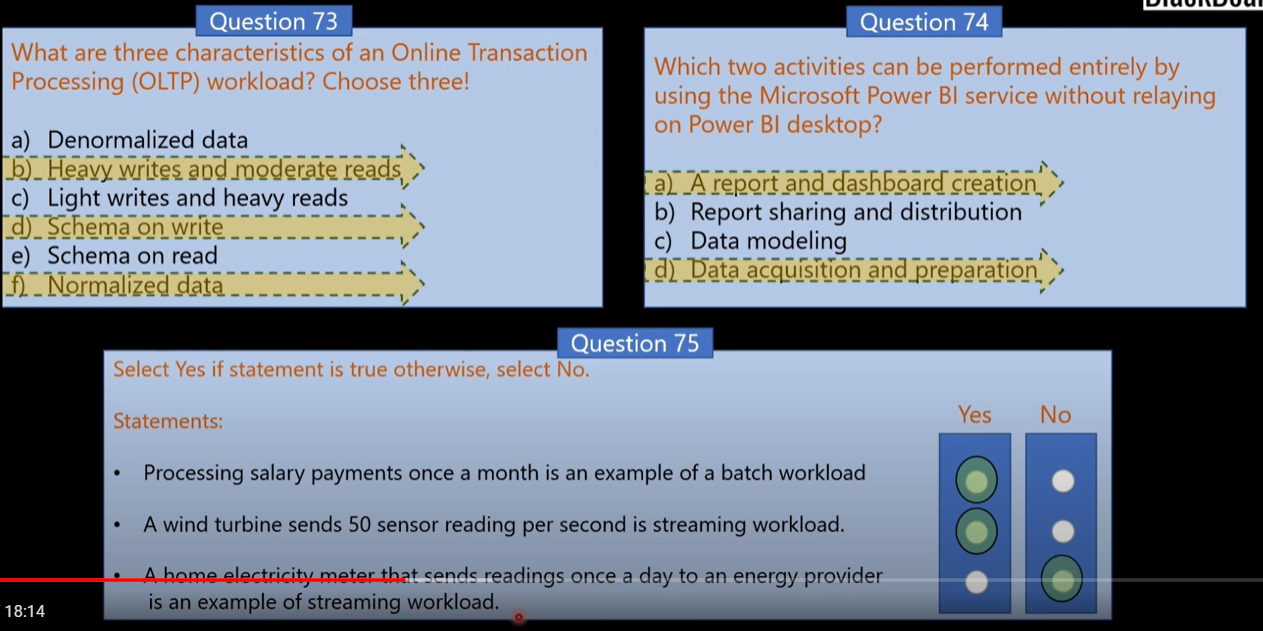 Question 73
What are three characteristics of an Online Transaction
Processing (OLTP) workload? Choose three!
a) Denormalized data
b) Heavy writes and moderate reads
c) Light writes and heavy reads
d) Schema on write
e) Schema on read
f) Normalized data
Question 74
Which two activities can be performed entirely by
using the Microsoft Power BI service without relaying
on Power BI desktop?
a) A report and dashboard creation
b) Report sharing and distribution
c) Data modeling
d) Data acquisition and preparation
Question 75
Select Yes if statement is true otherwise, select No.
Statements:
Yes No
• Processing salary payments once a month is an example of a batch workload
• A wind turbine sends 50 sensor reading per second is streaming workload.
• A home electricity meter that sends readings once a day to an energy provider
is an example of streaming workload.
18:14